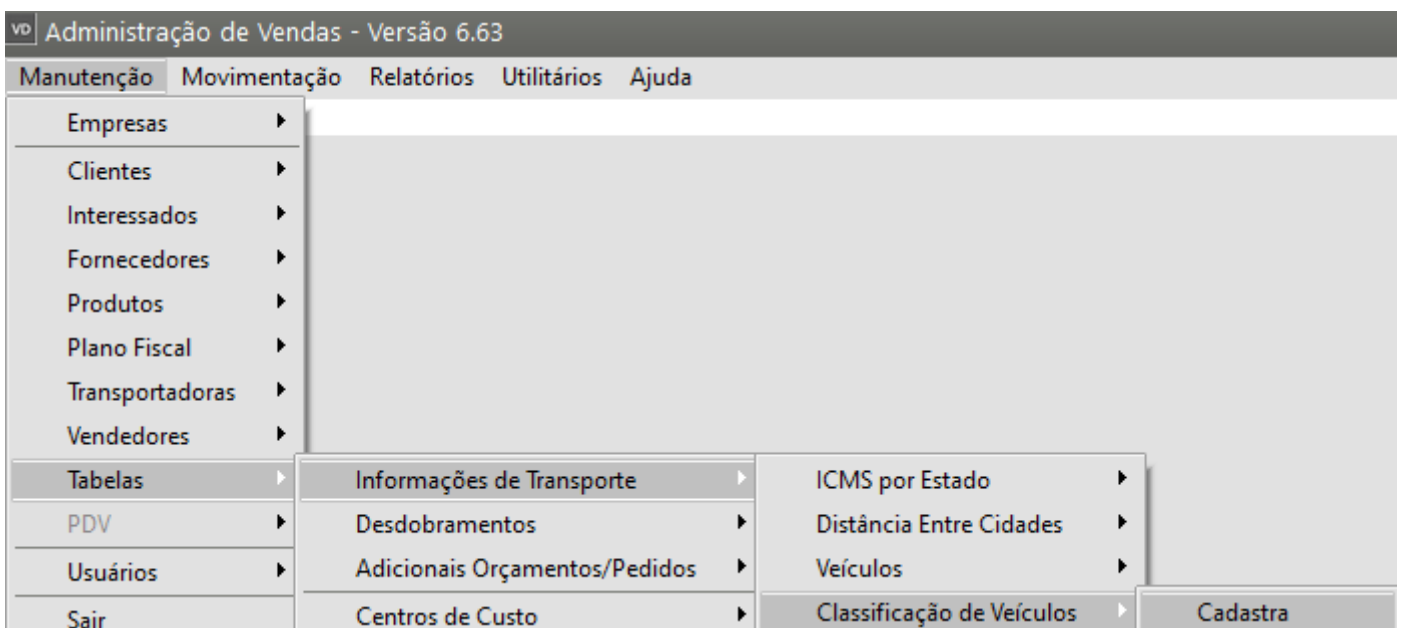 VD Administração de Vendas - Versão 6.63
Manutenção Movimentação Relatórios Utilitários Ajuda
Empresas
Clientes
Interessados
Fornecedores
Produtos
Plano Fiscal
Transportadoras
Vendedores
Tabelas Informações de Transporte ICMS por Estado
PDV Desdobramentos Distância Entre Cidades
Usuários Adicionais Orçamentos/Pedidos Veículos
Sair Centros de Custo Classificação de Veículos Cadastra